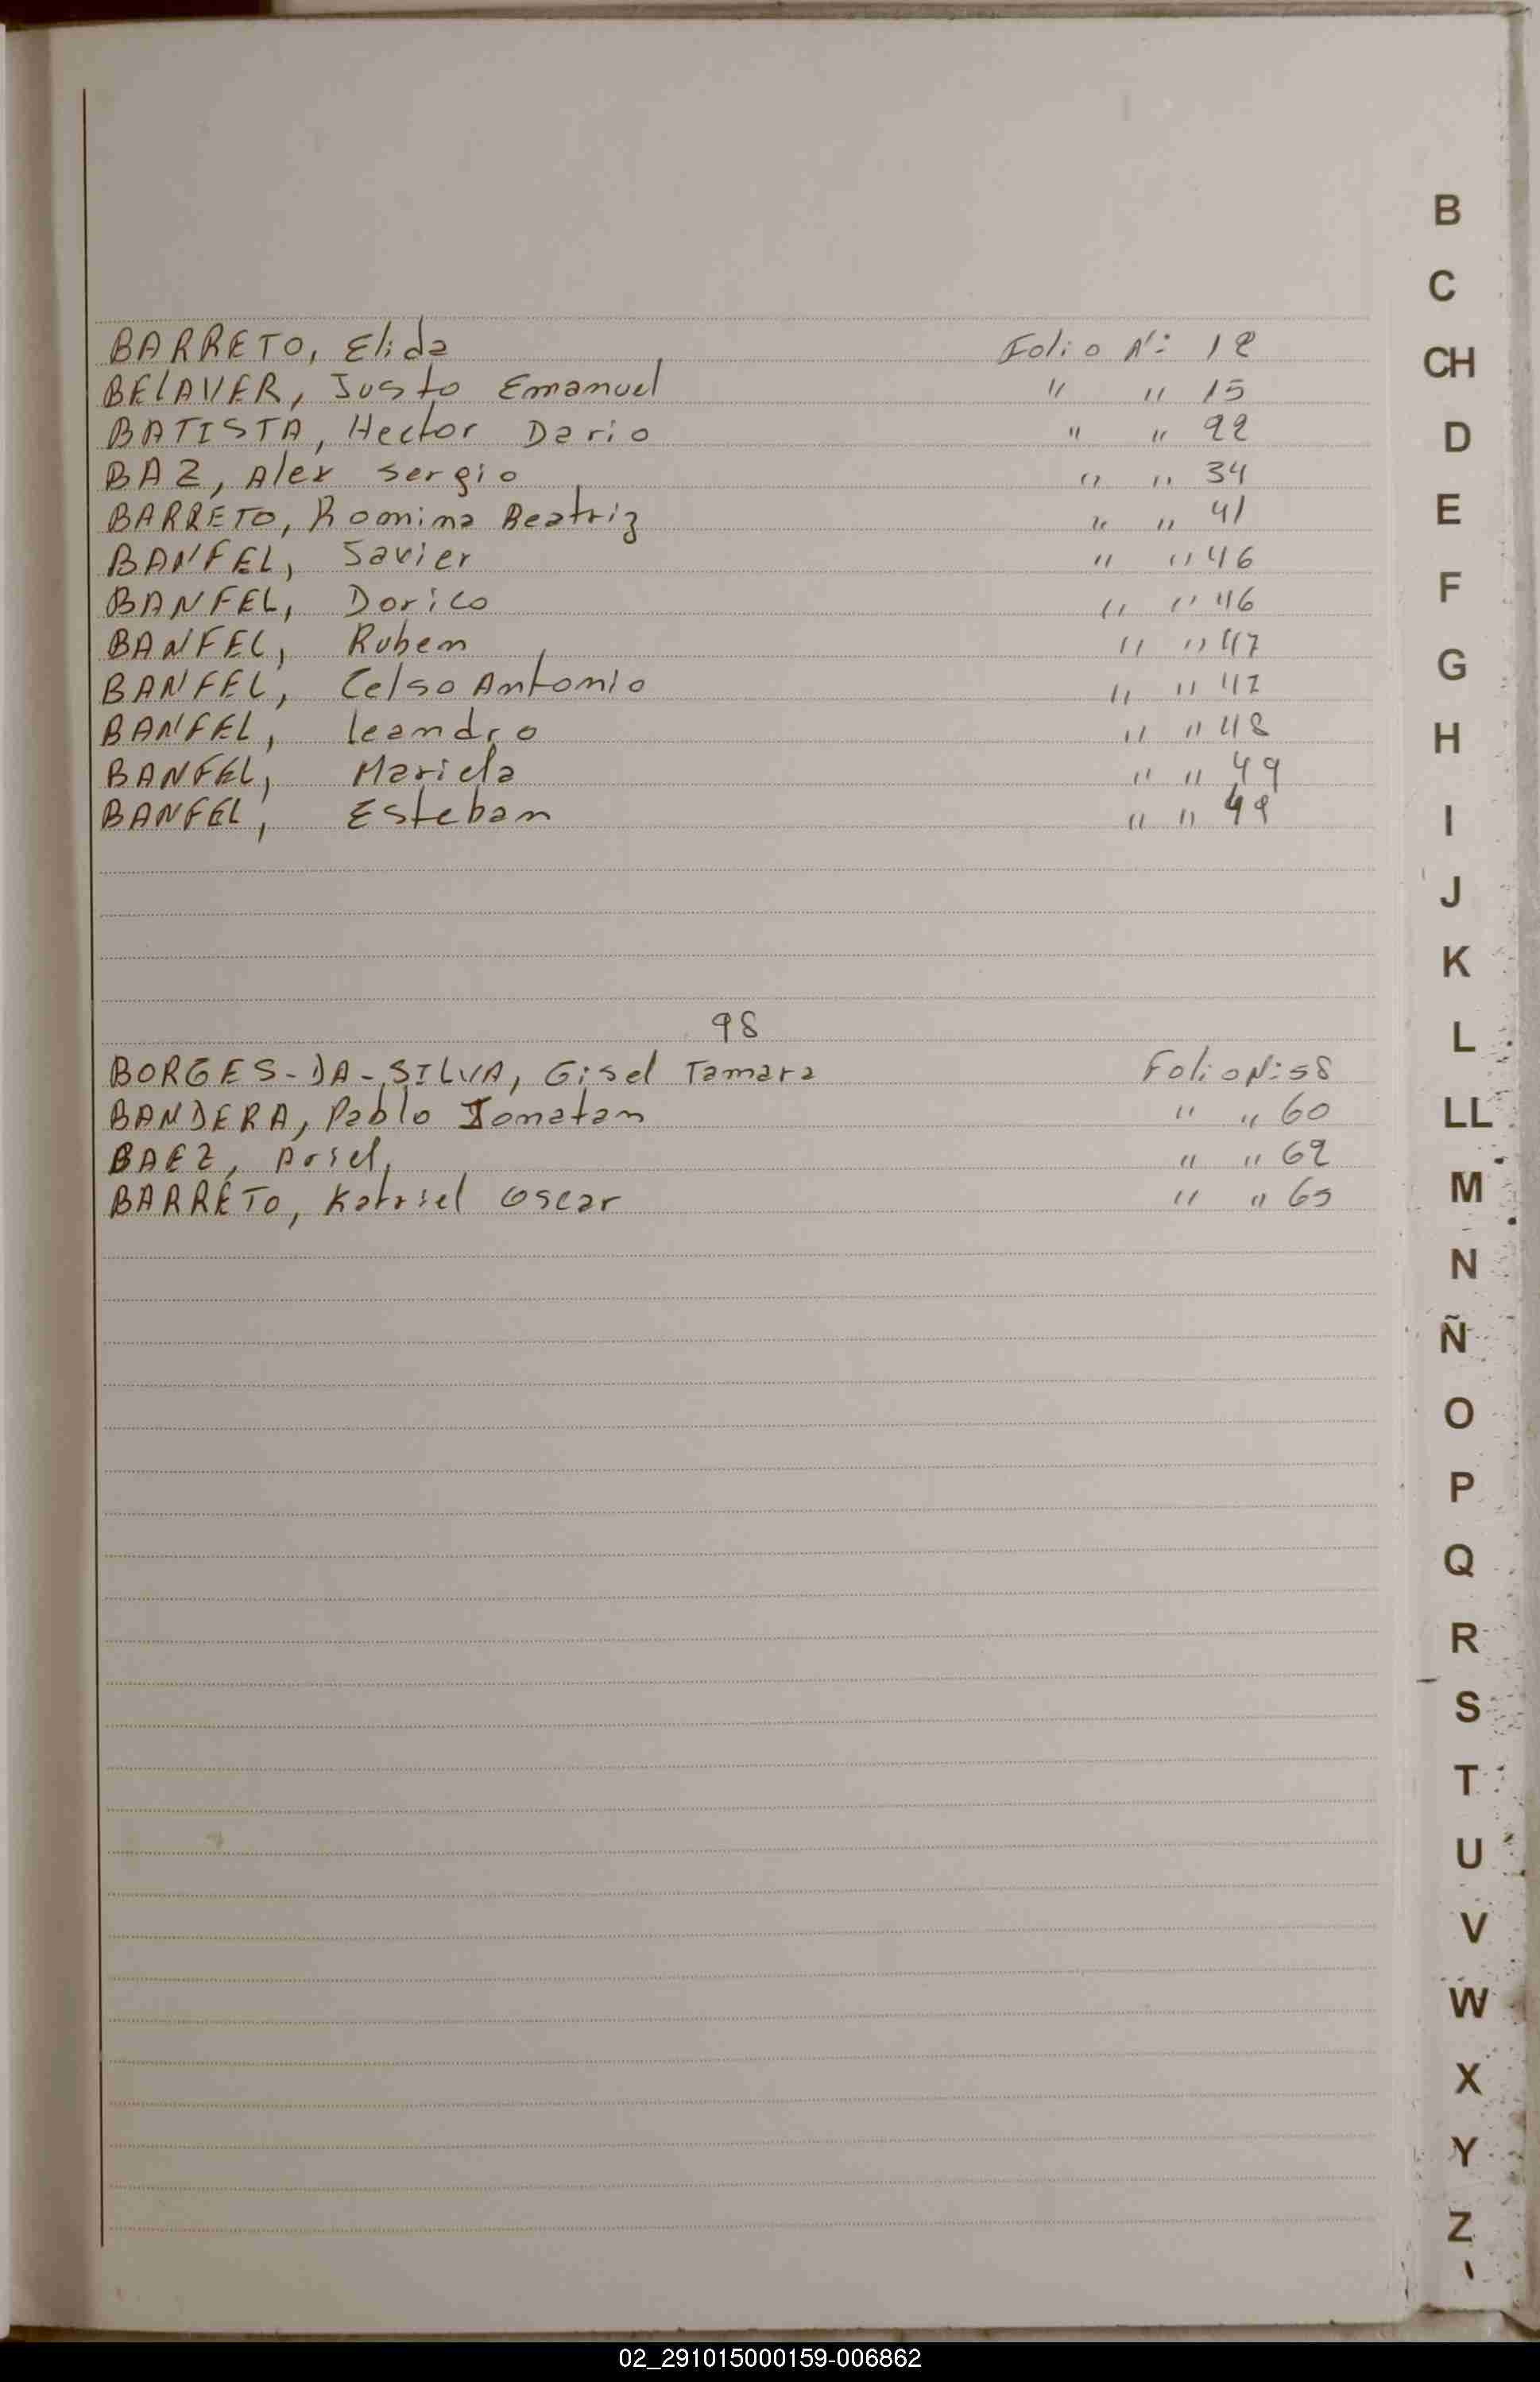 BARRETO, Elida Folio N: 12
BELAVER, Justo Emanuel " " 15
BATISTA, Hector Dario " " 22
BAZ, Alex Sergio " " 34
BARRETO, Romina Beatriz " " 41
BANFEL, Javier " " 46
BANFEL, Dorico " " 46
BANFEL, Ruben " " 47
BANFEL, Celso Antonio " " 47
BANFEL, leandro " " 48
BANFEL, Mariela " " 49
BANFEL, Esteban " " 49
98
BORGES-DA-SILVA, Gisel Tamara Folio N: 58
BANDERA, Pablo Jonatan " " 60
BAEZ, Ariel, " " 62
BARRETO, Katriel Oscar " " 65
B
C
CH
D
E
F
G
H
I
J
K
L
LL
M
N
Ñ
O
P
Q
R
S
T
U
V
W
X
Y
Z
02_291015000159-006862